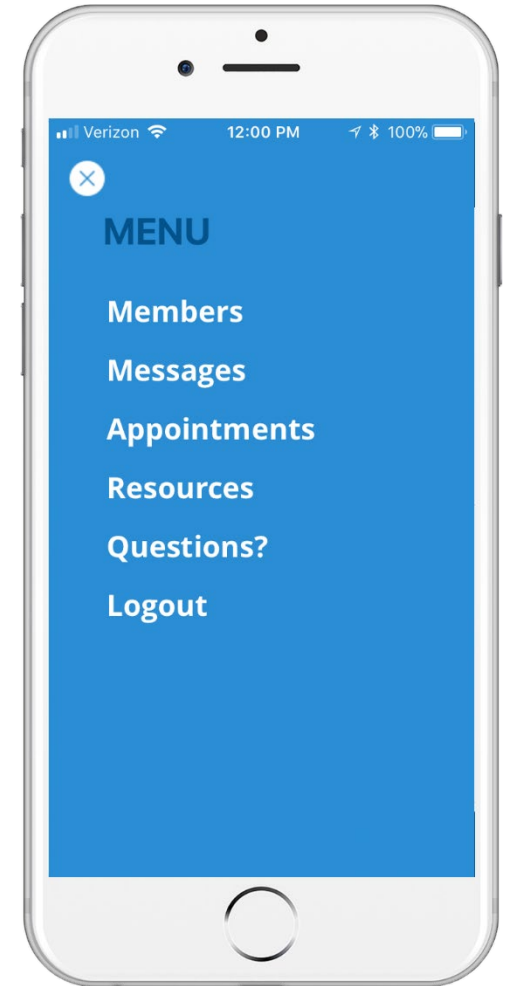 Verizon 12:00 PM 100%
MENU
Members
Messages
Appointments
Resources
Questions?
Logout